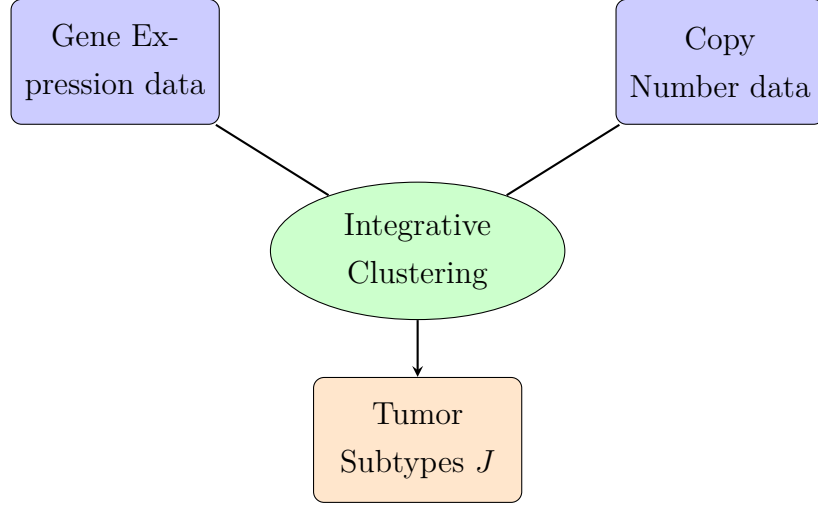 Gene Ex-
pression data
Copy
Number data
Integrative
Clustering
Tumor
Subtypes J